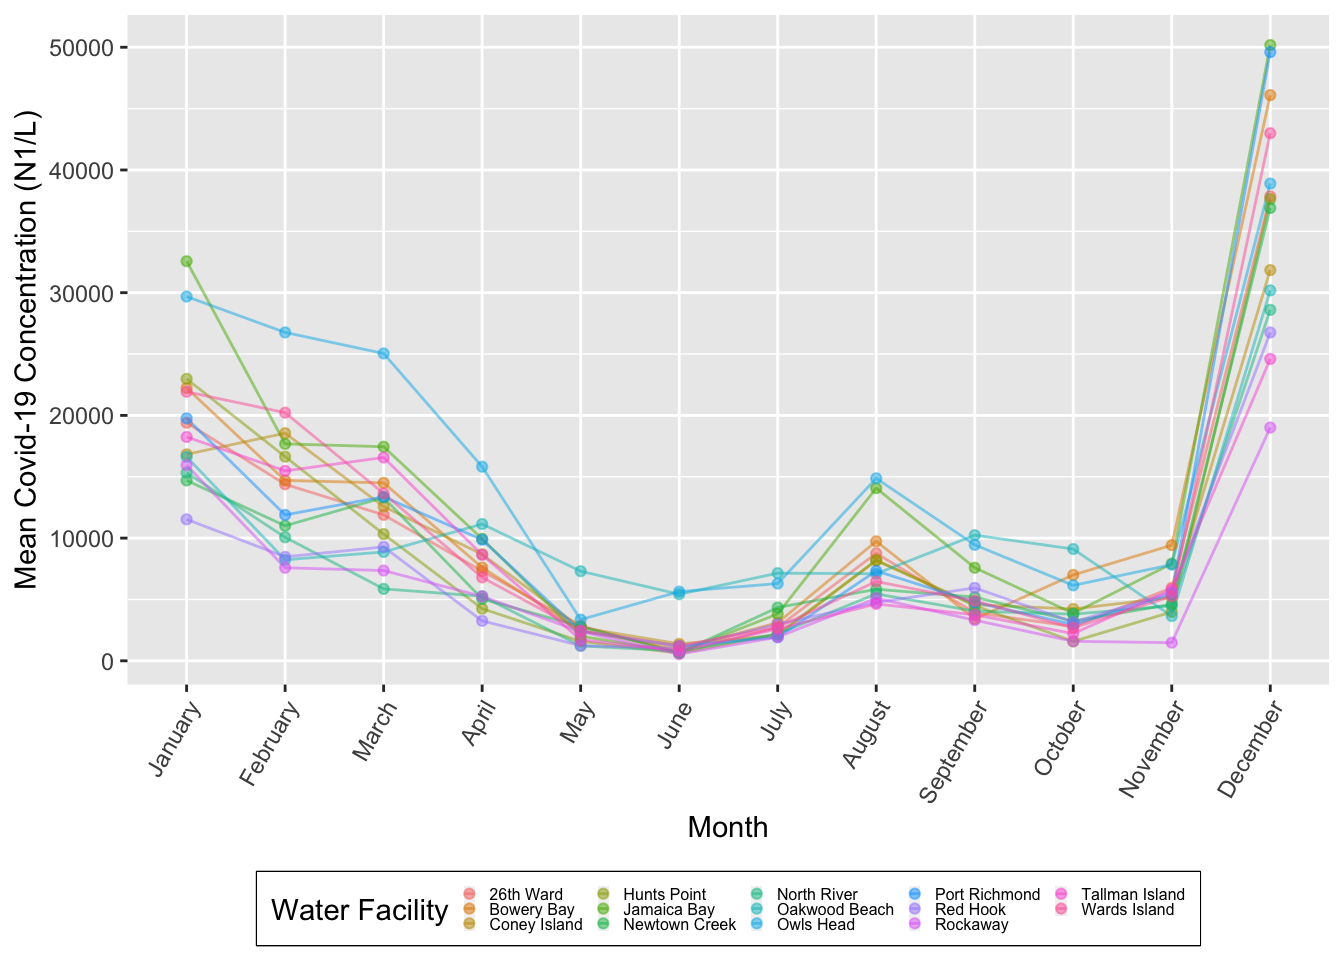 50000
40000
30000
20000
10000
0
Mean Covid-19 Concentration (N1/L)
January
February
March
April
May
June
July
August
September
October
November
December
Month
Water Facility
26th Ward
Bowery Bay
Coney Island
Hunts Point
Jamaica Bay
Newtown Creek
North River
Oakwood Beach
Owls Head
Port Richmond
Red Hook
Rockaway
Tallman Island
Wards Island